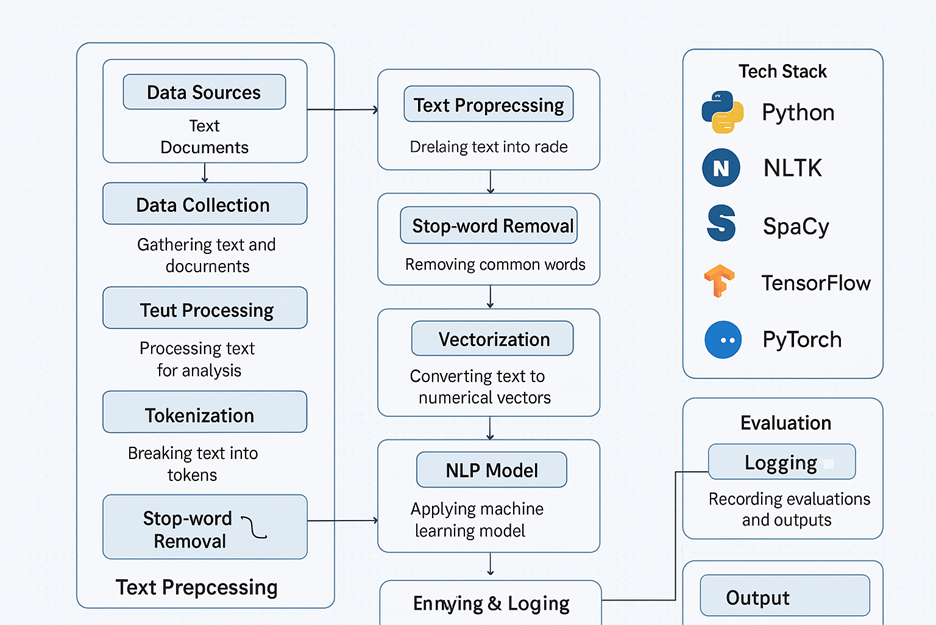 Data Sources
Text
Documents
Data Collection
Gathering text and
documents
Teut Processing
Processing text
for analysis
Tokenization
Breaking text into
tokens
Stop-word
Removal
Text Prepcessing
Text Proprecssing
Drelaing text into rade
Stop-word Removal
Removing common words
Vectorization
Converting text to
numerical vectors
NLP Model
Applying machine
learning model
Ennying & Loging
Tech Stack
Python
N NLTK
S SpaCy
TensorFlow
PyTorch
Evaluation
Logging
Recording evaluations
and outputs
Output